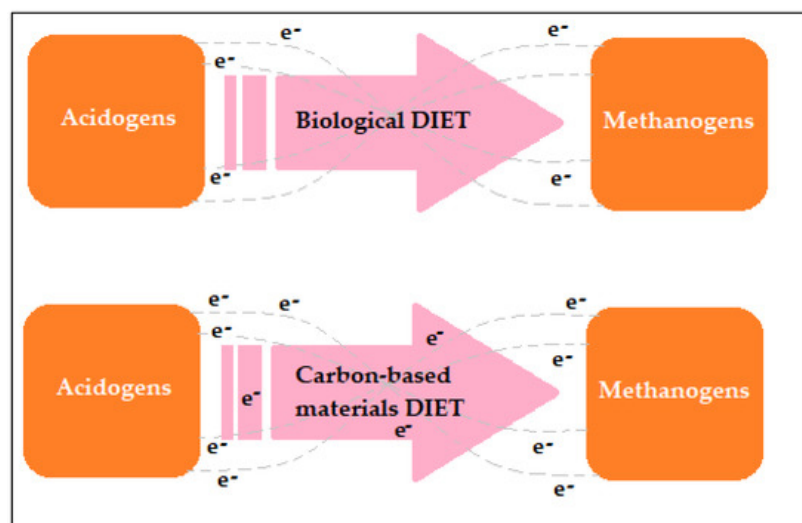 e-
e-
e-
Acidogens
Biological DIET
Methanogens
e-
e-
e-
e-
e-
e-
e-
e-
Acidogens
e-
Carbon-based
materials DIET
Methanogens
e-
e-
e-
e-
e-
e-